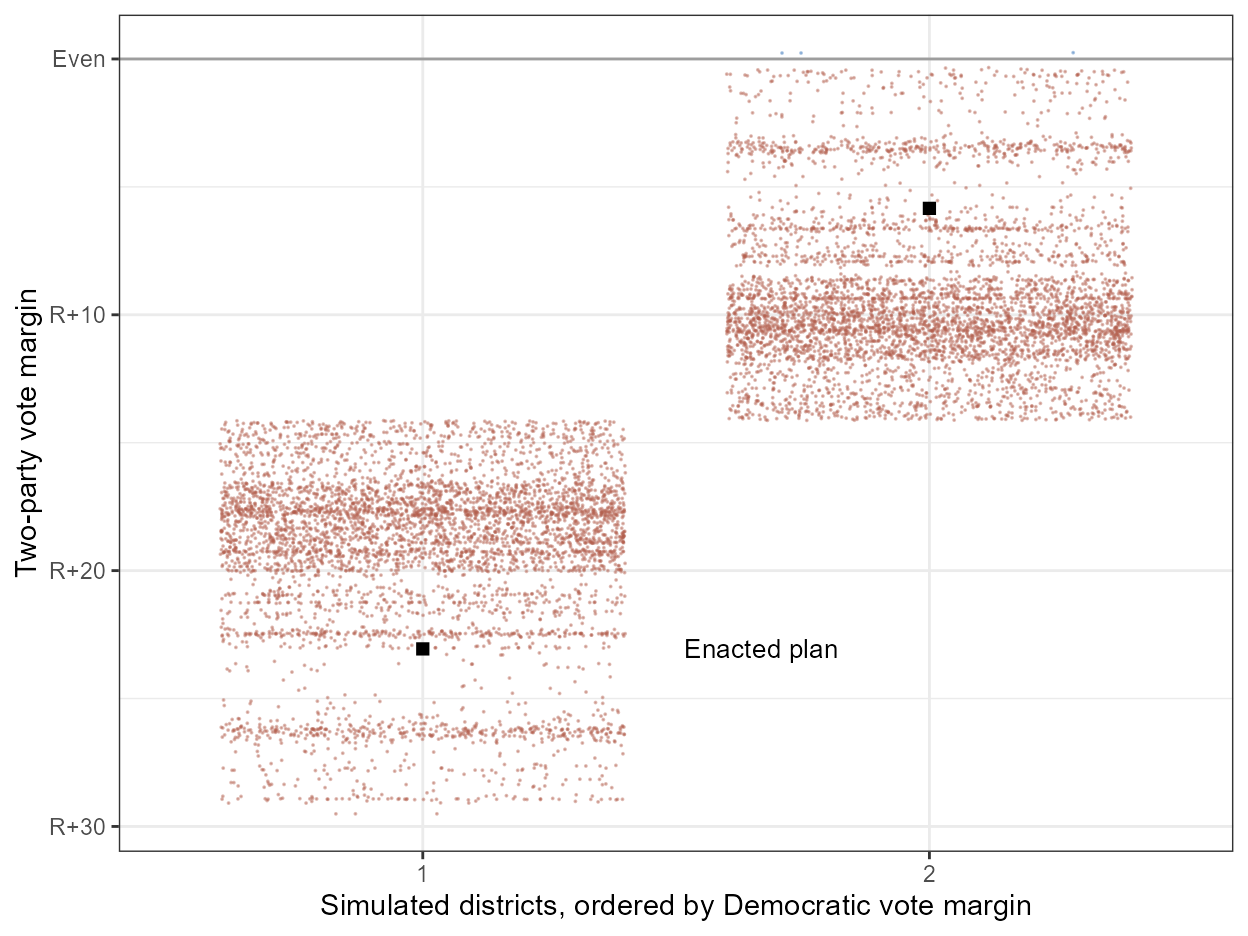 Even
R+10
R+20
R+30
Two-party vote margin
Enacted plan
1
2
Simulated districts, ordered by Democratic vote margin